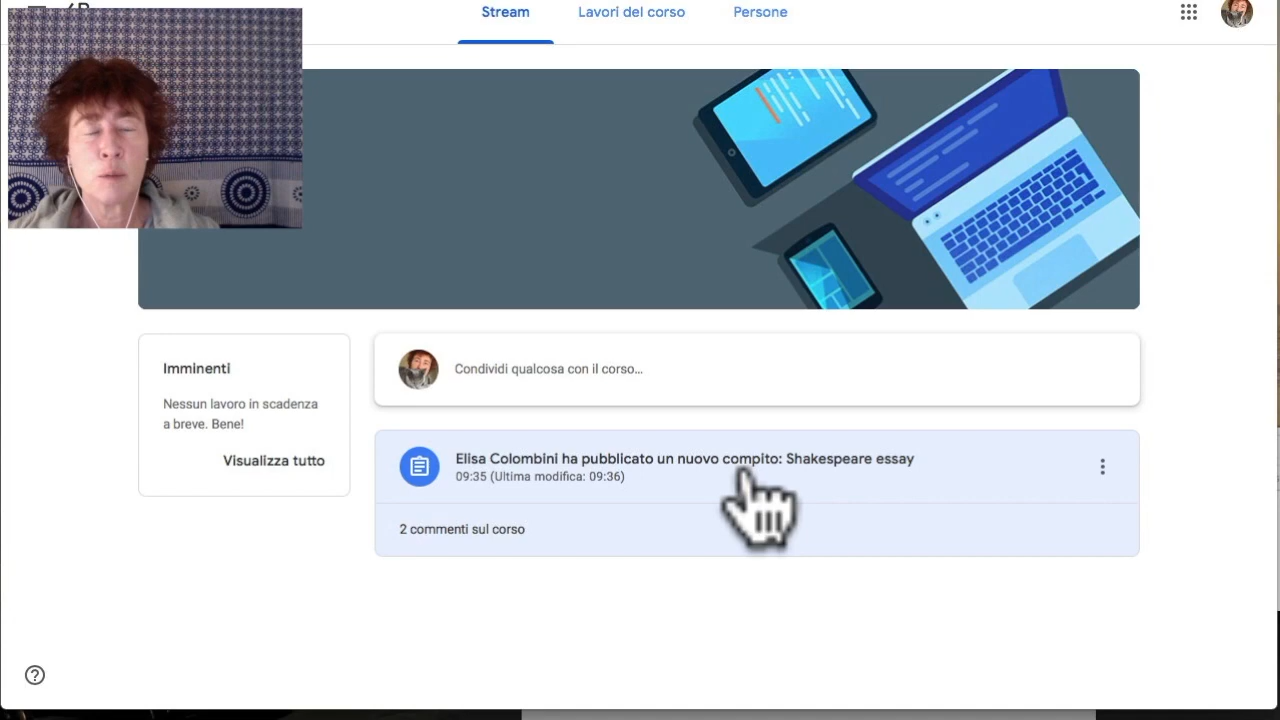 Stream
Lavori del corso
Persone
Imminenti
Nessun lavoro in scadenza
a breve. Bene!
Visualizza tutto
Condividi qualcosa con il corso...
Elisa Colombini ha pubblicato un nuovo compito: Shakespeare essay
09:35 (Ultima modifica: 09:36)
2 commenti sul corso